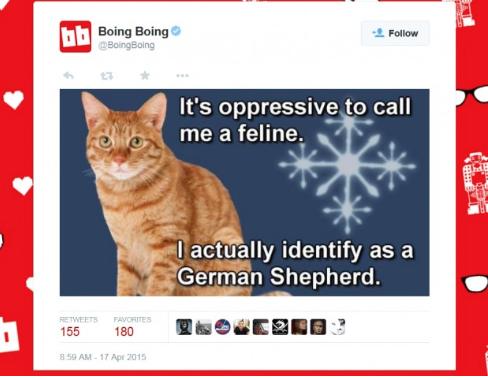 bb
Boing Boing
@BoingBoing
Follow
It's oppressive to call
me a feline.
I actually identify as a
German Shepherd.
RETWEETS FAVORITES
155 180
8:59 AM - 17 Apr 2015